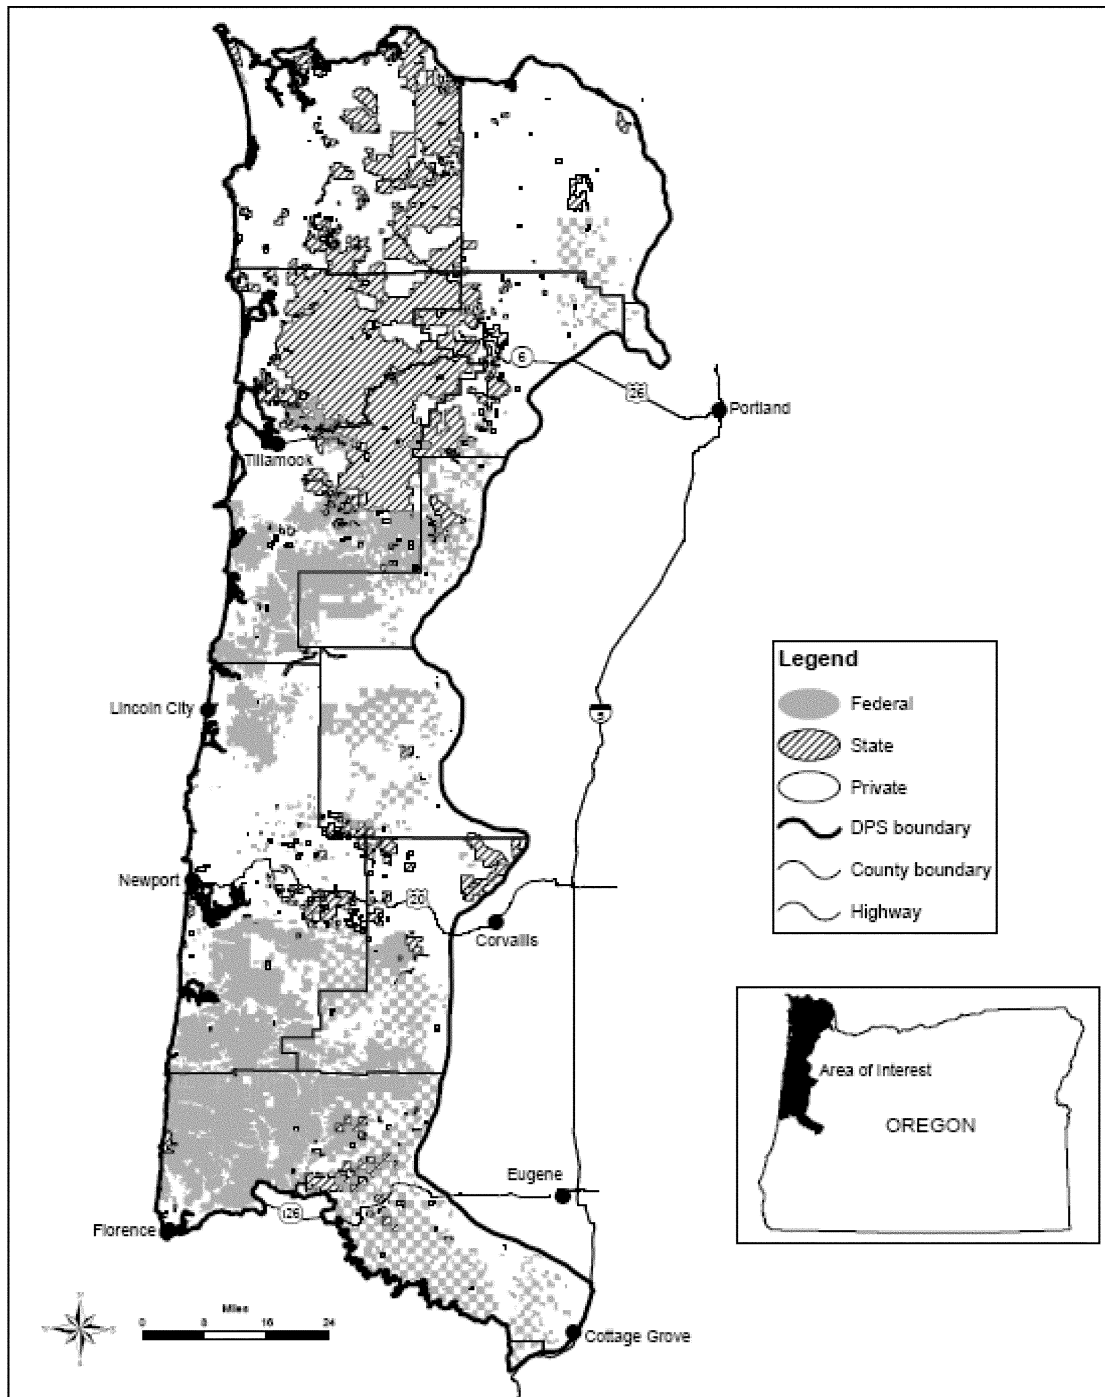 6
26
Portland
Tillamook
Legend
Federal
State
Private
DPS boundary
County boundary
Highway
Lincoln City
5
Newport
20
Corvallis
Area of Interest
OREGON
Eugene
126
Florence
Miles
0 8 16 24
Cottage Grove